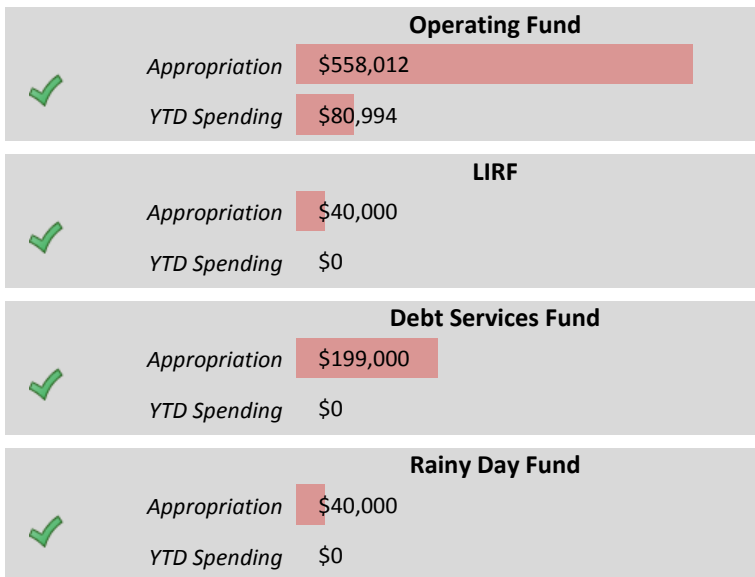 Operating Fund
Appropriation $558,012
YTD Spending $80,994
LIRF
Appropriation $40,000
YTD Spending $0
Debt Services Fund
Appropriation $199,000
YTD Spending $0
Rainy Day Fund
Appropriation $40,000
YTD Spending $0